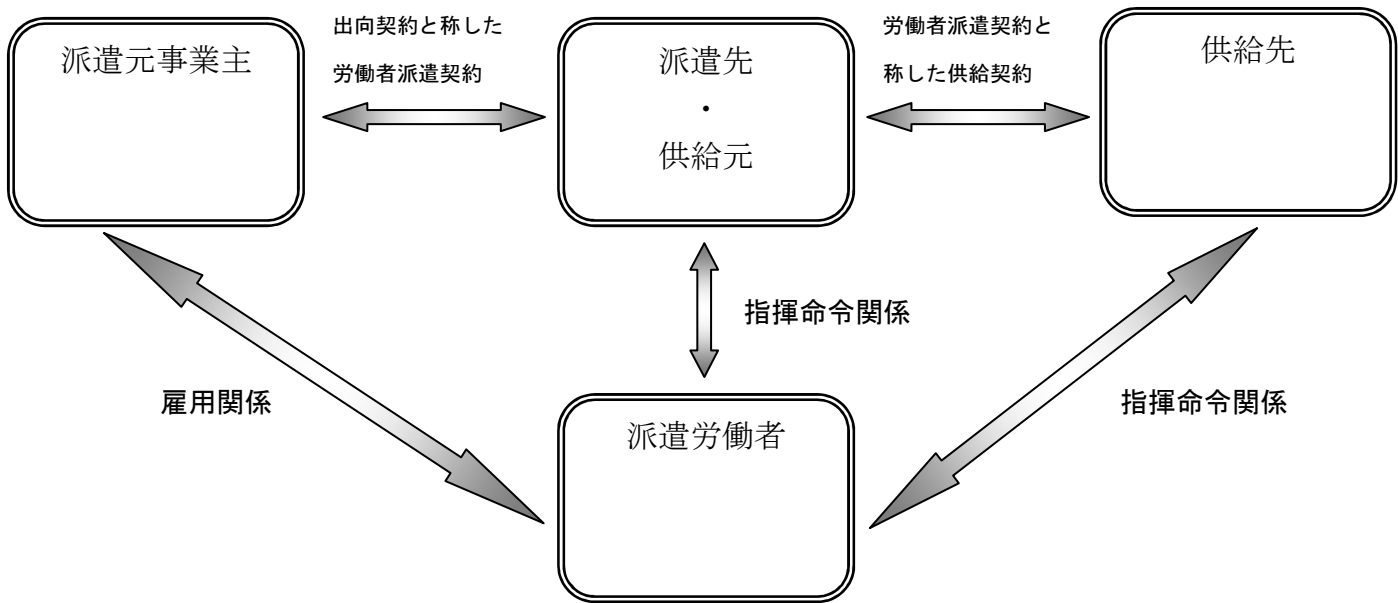 派遣元事業主
出向契約と称した
労働者派遣契約
派遣先
・
供給元
労働者派遣契約と
称した供給契約
供給先
指揮命令関係
雇用関係
指揮命令関係
派遣労働者